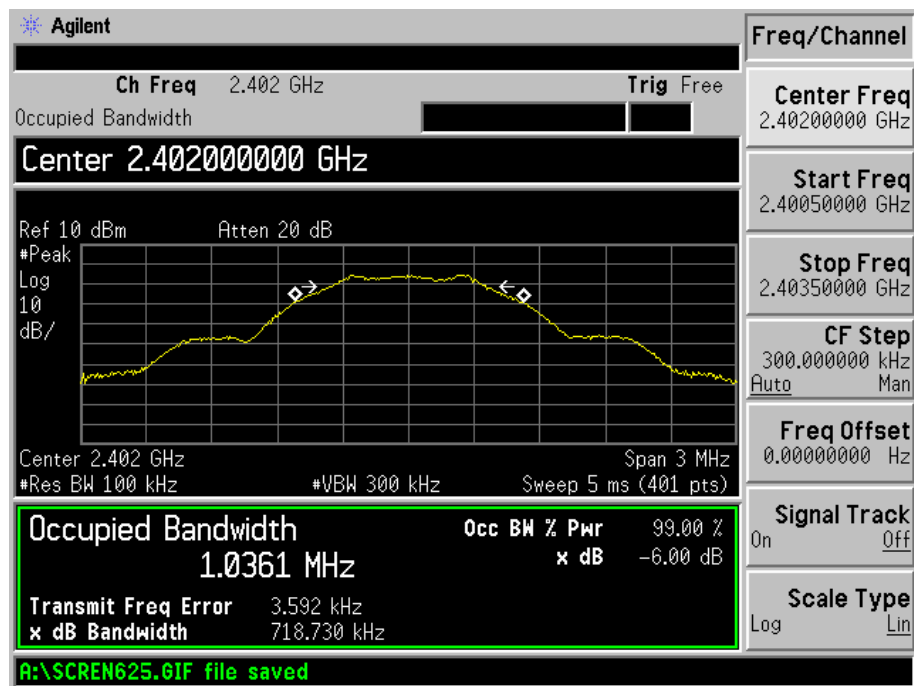 Agilent
Ch Freq 2.402 GHz Trig Free
Occupied Bandwidth
Center 2.402000000 GHz
Ref 10 dBm Atten 20 dB
#Peak
Log
10
dB/
Center 2.402 GHz Span 3 MHz
#Res BW 100 kHz #VBW 300 kHz Sweep 5 ms (401 pts)
Occupied Bandwidth Occ BW % Pwr 99.00 %
1.0361 MHz x dB -6.00 dB
Transmit Freq Error 3.592 kHz
x dB Bandwidth 718.730 kHz
A:\SCREN625.GIF file saved
Freq/Channel
Center Freq
2.40200000 GHz
Start Freq
2.40050000 GHz
Stop Freq
2.40350000 GHz
CF Step
300.000000 kHz
Auto Man
Freq Offset
0.00000000 Hz
Signal Track
On Off
Scale Type
Log Lin